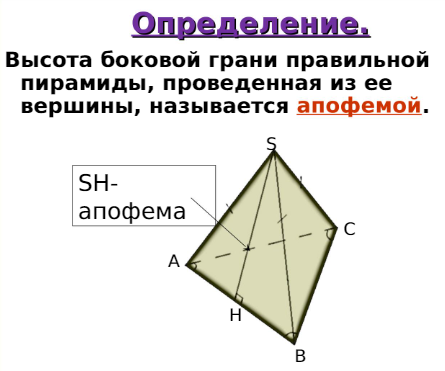 Определение.
Высота боковой грани правильной
пирамиды, проведенная из ее
вершины, называется апофемой.
S
SH-
апофема
C
A
H
B